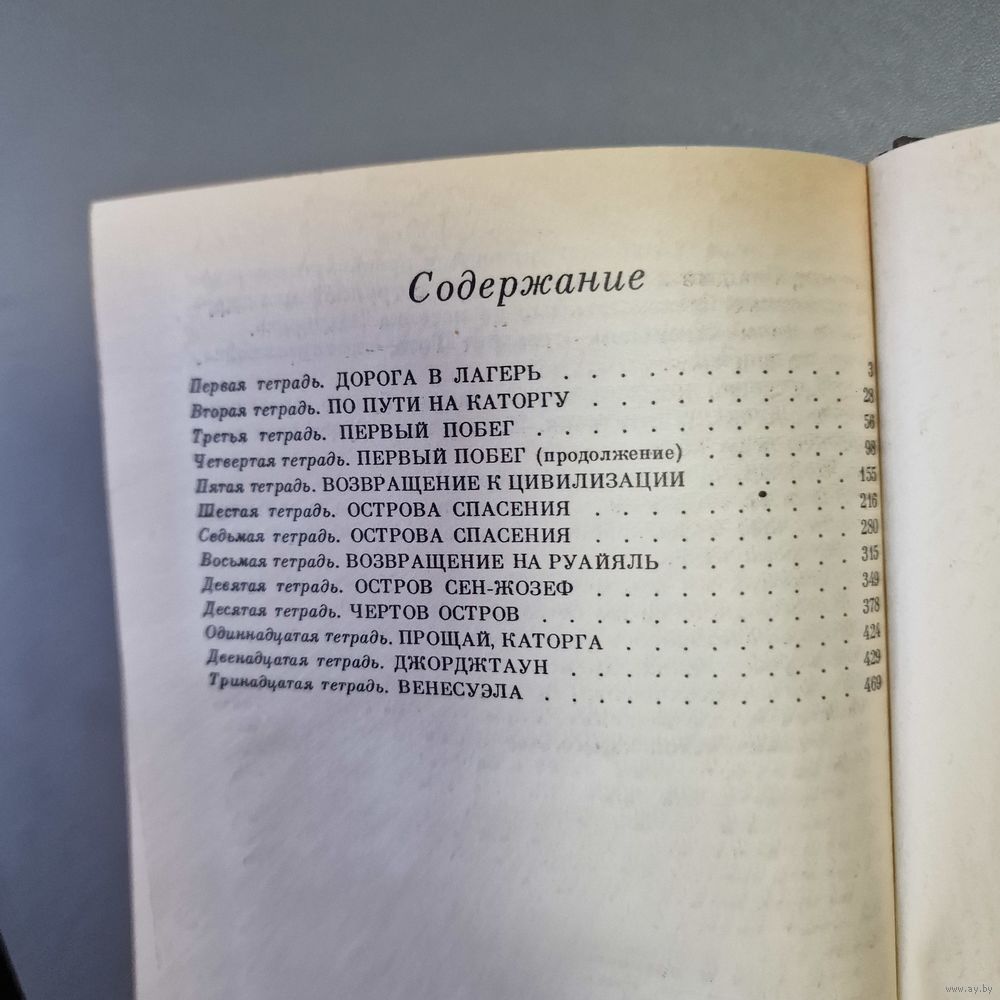 Содержание
Первая тетрадь. ДОРОГА В ЛАГЕРЬ . . . . . . . . . . . 3
Вторая тетрадь. ПО ПУТИ НА КАТОРГУ . . . . . . . . . . 28
Третья тетрадь. ПЕРВЫЙ ПОБЕГ . . . . . . . . . . . . 56
Четвертая тетрадь. ПЕРВЫЙ ПОБЕГ (продолжение) . . . . . . 98
Пятая тетрадь. ВОЗВРАЩЕНИЕ К ЦИВИЛИЗАЦИИ . . . . . . 155
Шестая тетрадь. ОСТРОВА СПАСЕНИЯ . . . . . . . . . . 216
Седьмая тетрадь. ОСТРОВА СПАСЕНИЯ . . . . . . . . . . 280
Восьмая тетрадь. ВОЗВРАЩЕНИЕ НА РУАЙЯЛЬ . . . . . . . 315
Девятая тетрадь. ОСТРОВ СЕН-ЖОЗЕФ . . . . . . . . . . 349
Десятая тетрадь. ЧЕРТОВ ОСТРОВ . . . . . . . . . . . . 378
Одиннадцатая тетрадь. ПРОЩАЙ, КАТОРГА . . . . . . . . . 424
Двенадцатая тетрадь. ДЖОРДЖТАУН . . . . . . . . . . . 429
Тринадцатая тетрадь. ВЕНЕСУЭЛА . . . . . . . . . . . . 469
www.ay.by